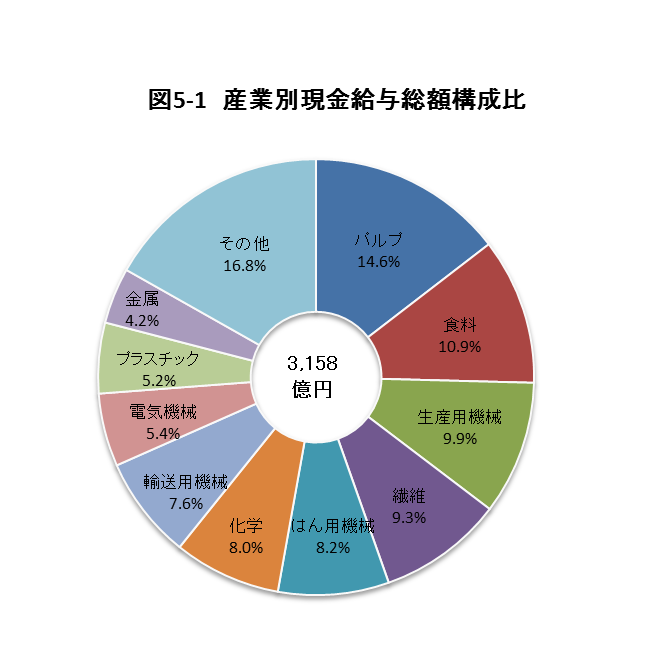 図5-1 産業別現金給与総額構成比
パルプ
14.6%
食料
10.9%
生産用機械
9.9%
繊維
9.3%
はん用機械
8.2%
化学
8.0%
輸送用機械
7.6%
電気機械
5.4%
プラスチック
5.2%
金属
4.2%
その他
16.8%
3,158
億円